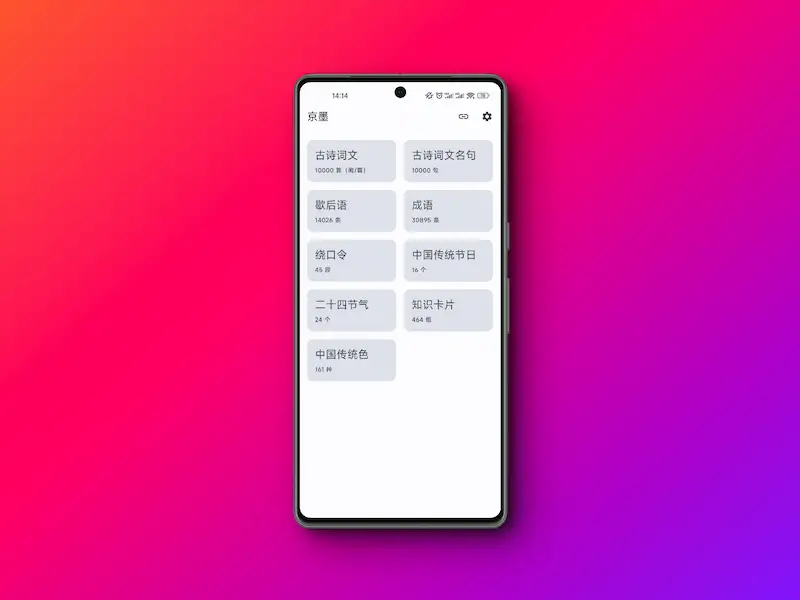 14:14
京墨
古诗词文
10000 首（阙/篇）
古诗词文名句
10000 句
歇后语
14026 条
成语
30895 条
绕口令
45 段
中国传统节日
16 个
二十四节气
24 个
知识卡片
464 组
中国传统色
161 种